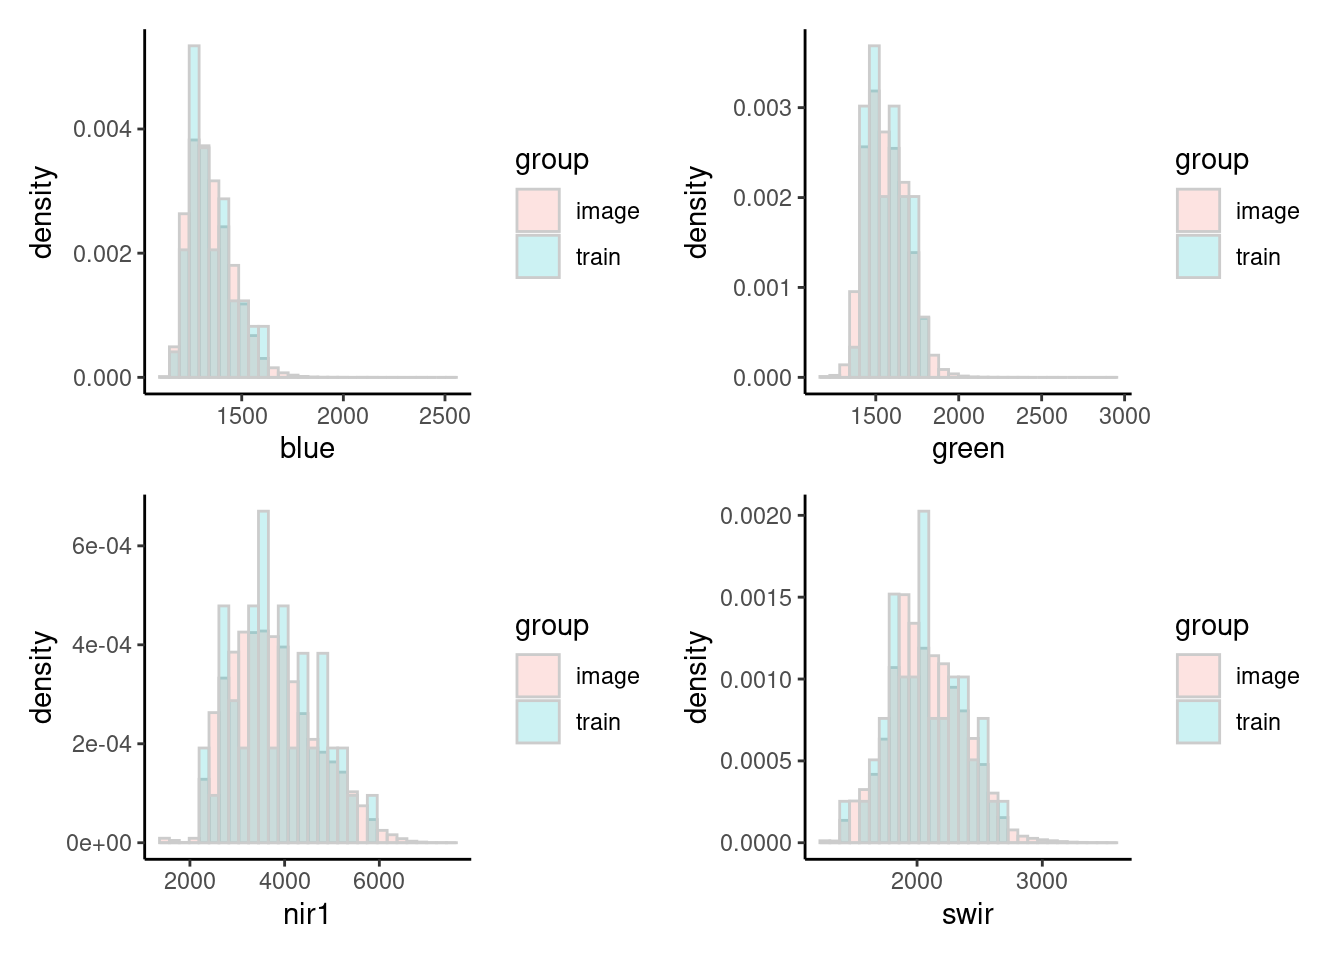 density
0.004
0.002
0.000
1500 2000 2500
blue
group
image
train
density
0.003
0.002
0.001
0.000
1500 2000 2500 3000
green
group
image
train
density
6e-04
4e-04
2e-04
0e+00
2000 4000 6000
nir1
group
image
train
density
0.0020
0.0015
0.0010
0.0005
0.0000
2000 3000
swir
group
image
train